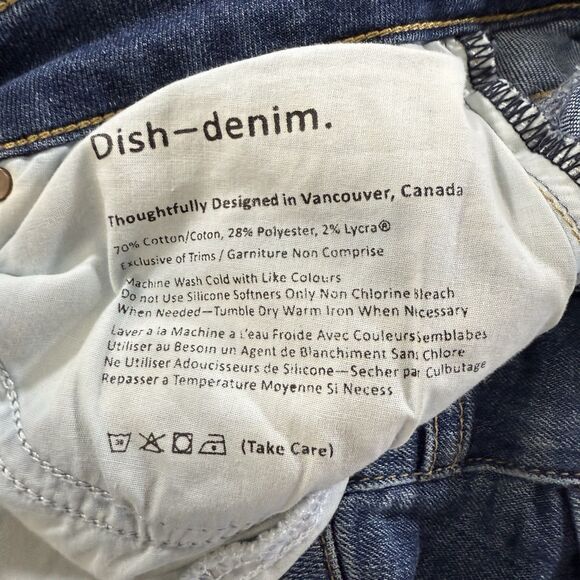 Dish-denim.
Thoughtfully Designed in Vancouver, Canada
70% Cotton/Coton, 28% Polyester, 2% Lycra®
Exclusive of Trims / Garniture Non Comprise
Machine Wash Cold with Like Colours
Do not Use Silicone Softners Only Non Chlorine Bleach
When Needed—Tumble Dry Warm Iron When Necessary
Laver a la Machine a L'eau Froide Avec CouleursSemblables
Utiliser au Besoin un Agent de Blanchiment Sans Chlore
Ne Utiliser Adoucisseurs de Silicone—Secher par Culbutage
Repasser a Temperature Moyenne Si Necess
30 (Take Care)